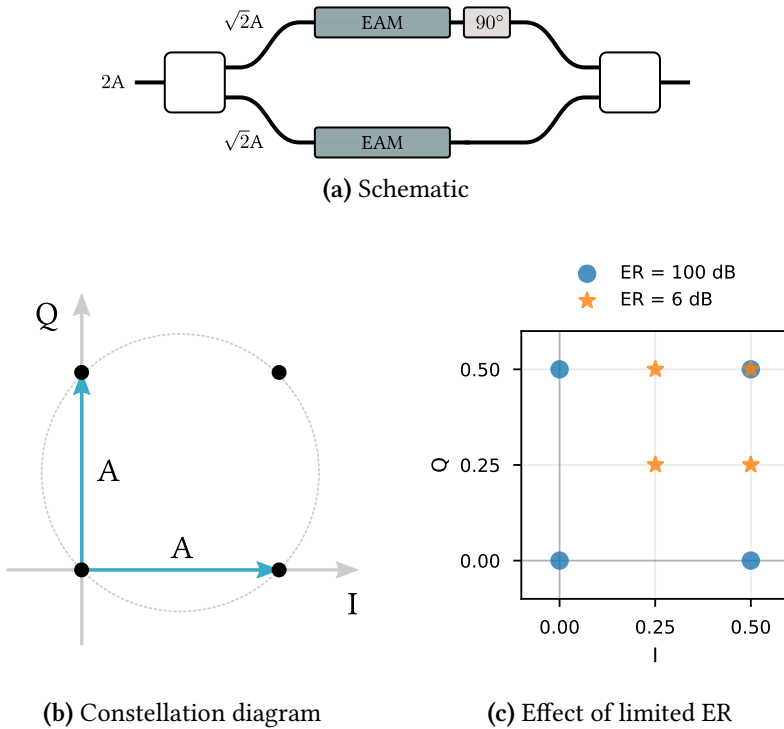 √2A
EAM
90°
2A
√2A
EAM
(a) Schematic
ER = 100 dB
ER = 6 dB
Q
A
A
I
Q
0.50
0.25
0.00
0.00
0.25
0.50
I
(b) Constellation diagram
(c) Effect of limited ER